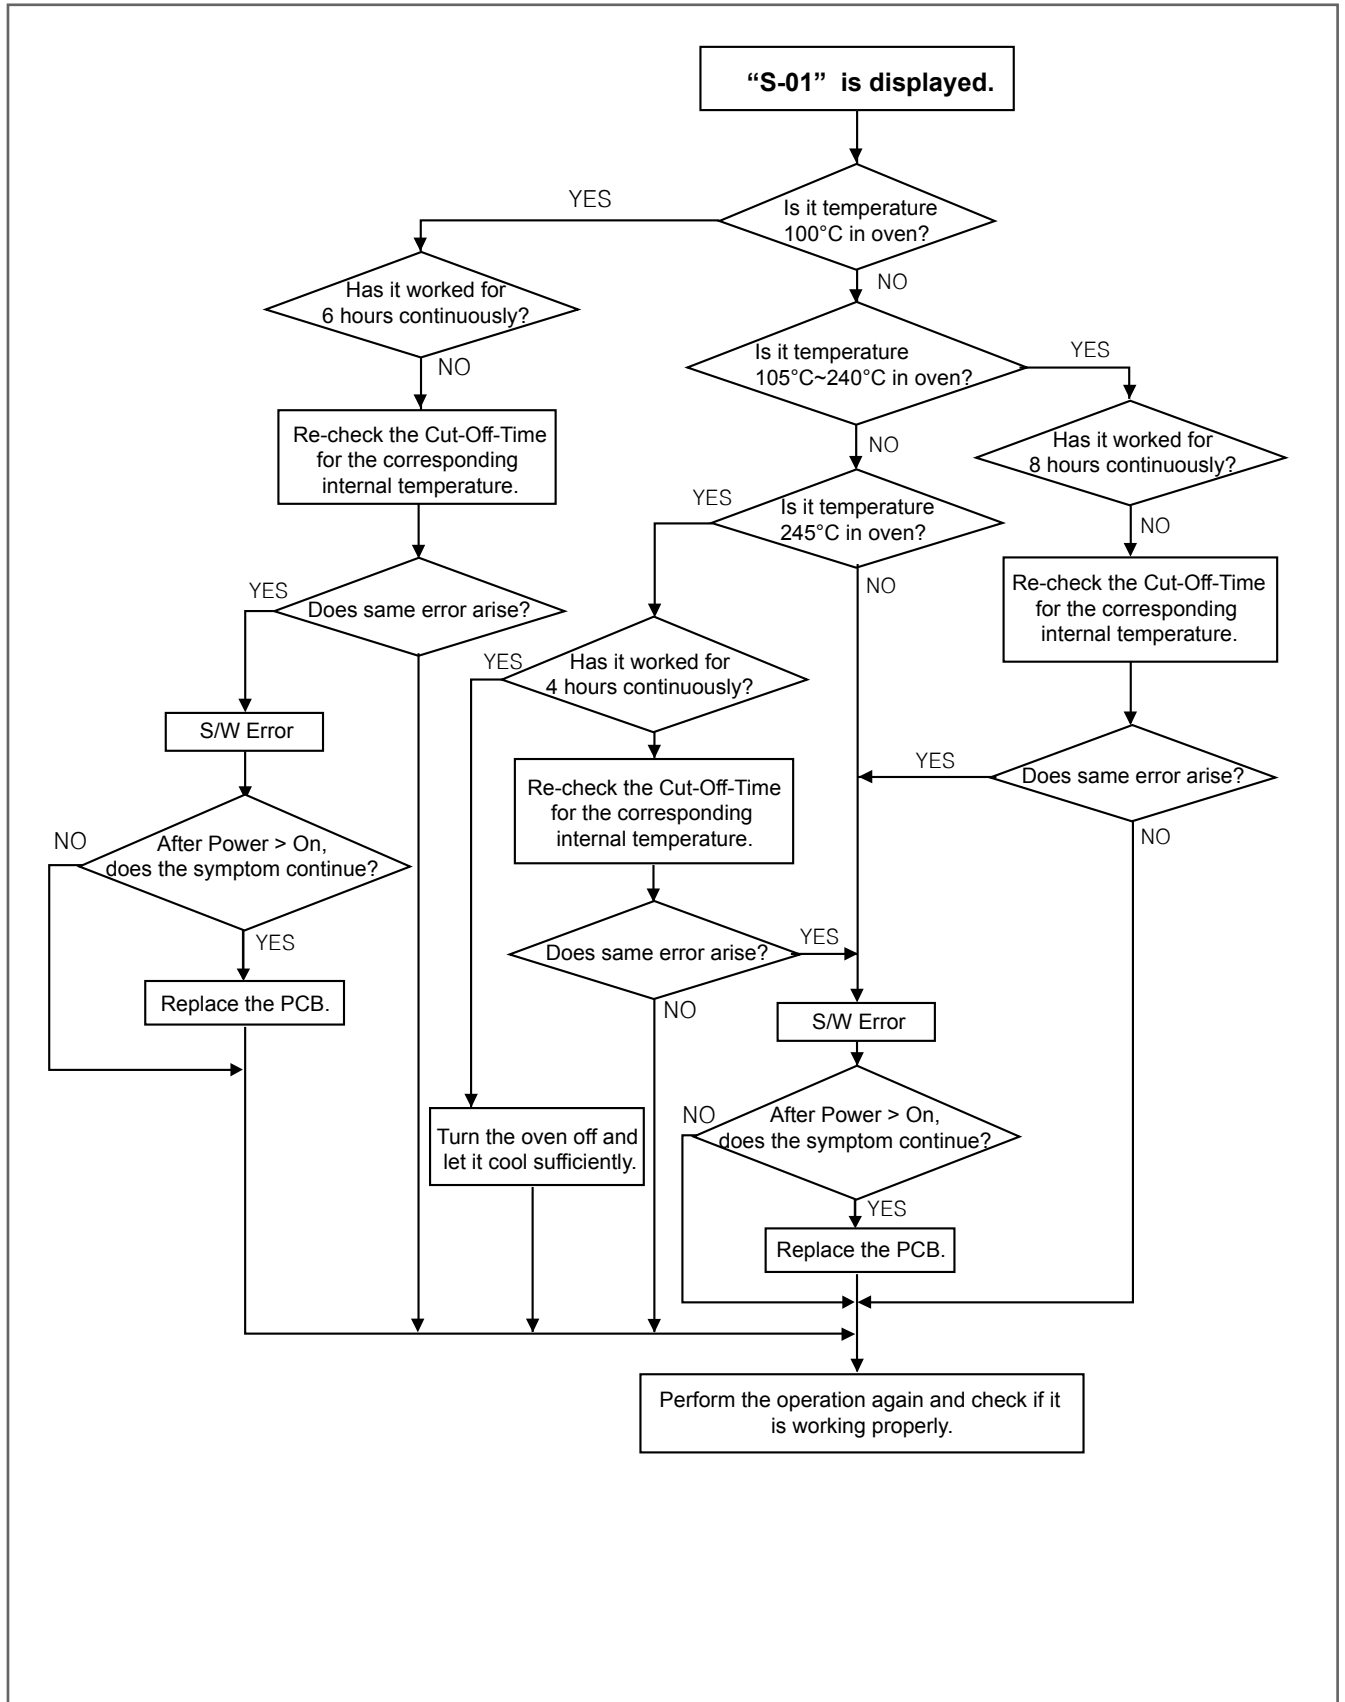 “S-01”  is displayed.
Is it temperature
100°C in oven?
YES
NO
Has it worked for
6 hours continuously?
NO
Is it temperature
105°C~240°C in oven?
YES
NO
Re-check the Cut-Off-Time
for the corresponding
internal temperature.
Has it worked for
8 hours continuously?
NO
Is it temperature
245°C in oven?
YES
NO
Re-check the Cut-Off-Time
for the corresponding
internal temperature.
Does same error arise?
YES
Has it worked for
4 hours continuously?
YES
S/W Error
Re-check the Cut-Off-Time
for the corresponding
internal temperature.
Does same error arise?
YES
NO
After Power > On,
does the symptom continue?
NO
YES
Does same error arise?
YES
NO
Replace the PCB.
S/W Error
After Power > On,
does the symptom continue?
NO
YES
Turn the oven off and
let it cool sufficiently.
Replace the PCB.
Perform the operation again and check if it
is working properly.